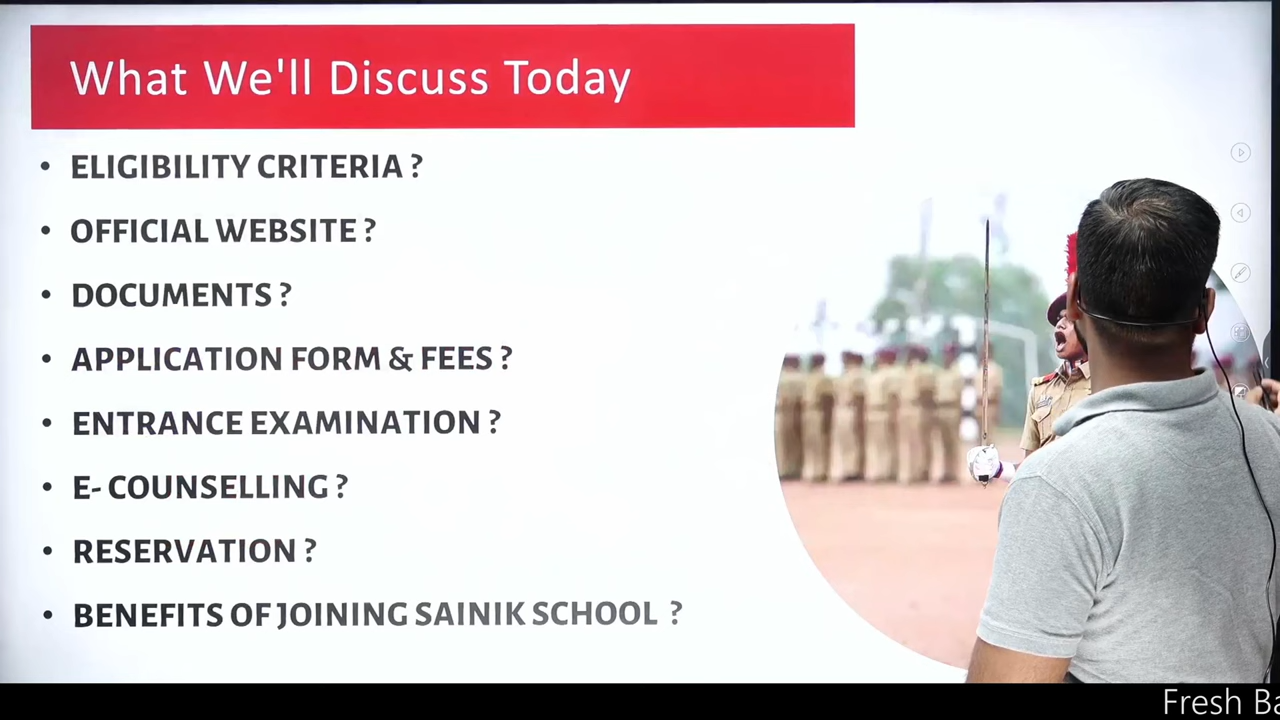 What We'll Discuss Today
• ELIGIBILITY CRITERIA ?
• OFFICIAL WEBSITE ?
• DOCUMENTS ?
• APPLICATION FORM & FEES ?
• ENTRANCE EXAMINATION ?
• E- COUNSELLING ?
• RESERVATION ?
• BENEFITS OF JOINING SAINIK SCHOOL ?
Fresh